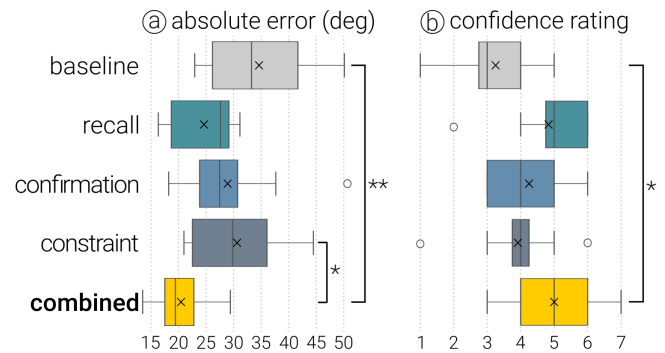 ⓐ absolute error (deg) ⓑ confidence rating
baseline
recall
confirmation
**
*
constraint
*
combined
15 20 25 30 35 40 45 50 1 2 3 4 5 6 7